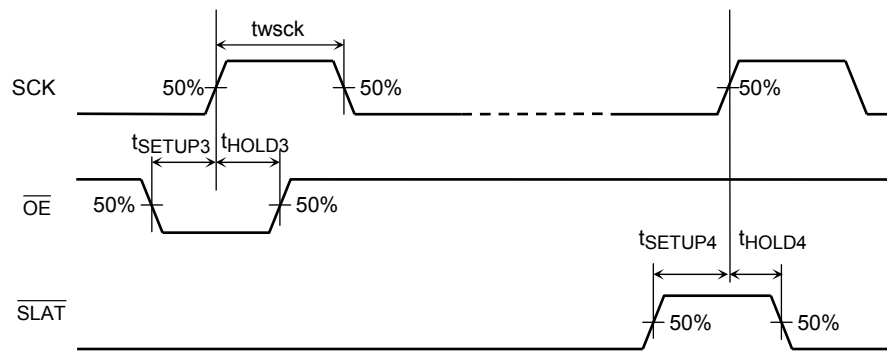 twsck
SCK 50% 50% 50%
tSETUP3 tHOLD3
OE 50% 50%
tSETUP4 tHOLD4
SLAT 50% 50%